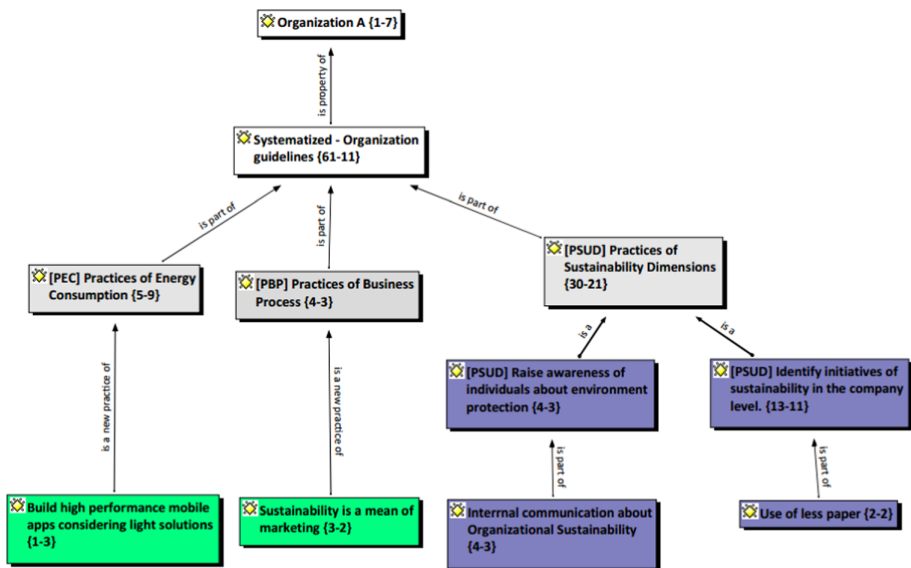 Organization A {1-7}
is property of
Systematized - Organization
guidelines {61-11}
is part of
is part of
is part of
[PEC] Practices of Energy
Consumption {5-9}
[PBP] Practices of Business
Process {4-3}
[PSUD] Practices of
Sustainability Dimensions
{30-21}
is a new practice of
is a new practice of
is a
is a
[PSUD] Raise awareness of
individuals about environment
protection {4-3}
[PSUD] Identify initiatives of
sustainability in the company
level. {13-11}
is part of
is part of
Build high performance mobile
apps considering light solutions
{1-3}
Sustainability is a mean of
marketing {3-2}
Interrnal communication about
Organizational Sustainability
{4-3}
Use of less paper {2-2}